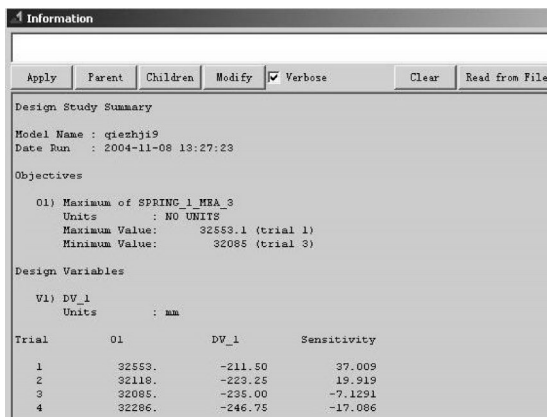 Information
Apply Parent Children Modify Verbose Clear Read from File
Design Study Summary
Model Name : qiezhji9
Date Run : 2004-11-08 13:27:23
Objectives
O1) Maximum of SPRING_1_MEA_3
Units : NO UNITS
Maximum Value: 32553.1 (trial 1)
Minimum Value: 32085 (trial 3)
Design Variables
V1) DV_1
Units : mm
Trial O1 DV_1 Sensitivity
1 32553. -211.50 37.009
2 32118. -223.25 19.919
3 32085. -235.00 -7.1291
4 32286. -246.75 -17.086